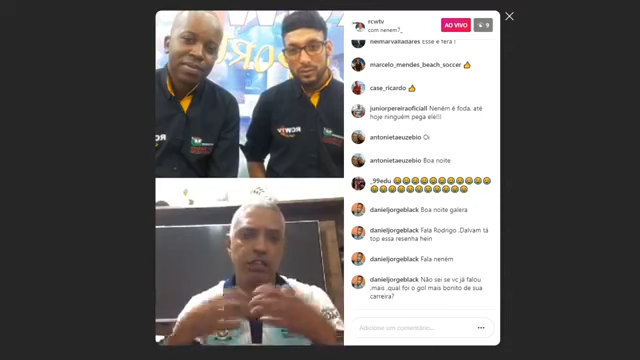 rcwtv
com nenem?_
AO VIVO
9
neimarvaladares Esse é fera !
marcelo_mendes_beach_soccer 👍
case_ricardo 👍
juniorpereiraoficial1 Neném é foda, até
hoje ninguém pega ele!!!
antonietaeuzebio Oi
antonietaeuzebio Boa noite
_99edu 😂😂😂😂😂😂😂😂😂😂😂
😂😂😂😂😂😂😂😂😂😂😂
danieljorgeblack Boa noite galera
danieljorgeblack Fala Rodrigo..Dalvam tá
top essa resenha hein
danieljorgeblack Fala neném
danieljorgeblack Não sei se vc já falou
.mais .qual foi o gol mais bonito de sua
carreira?
Adicione um comentário...